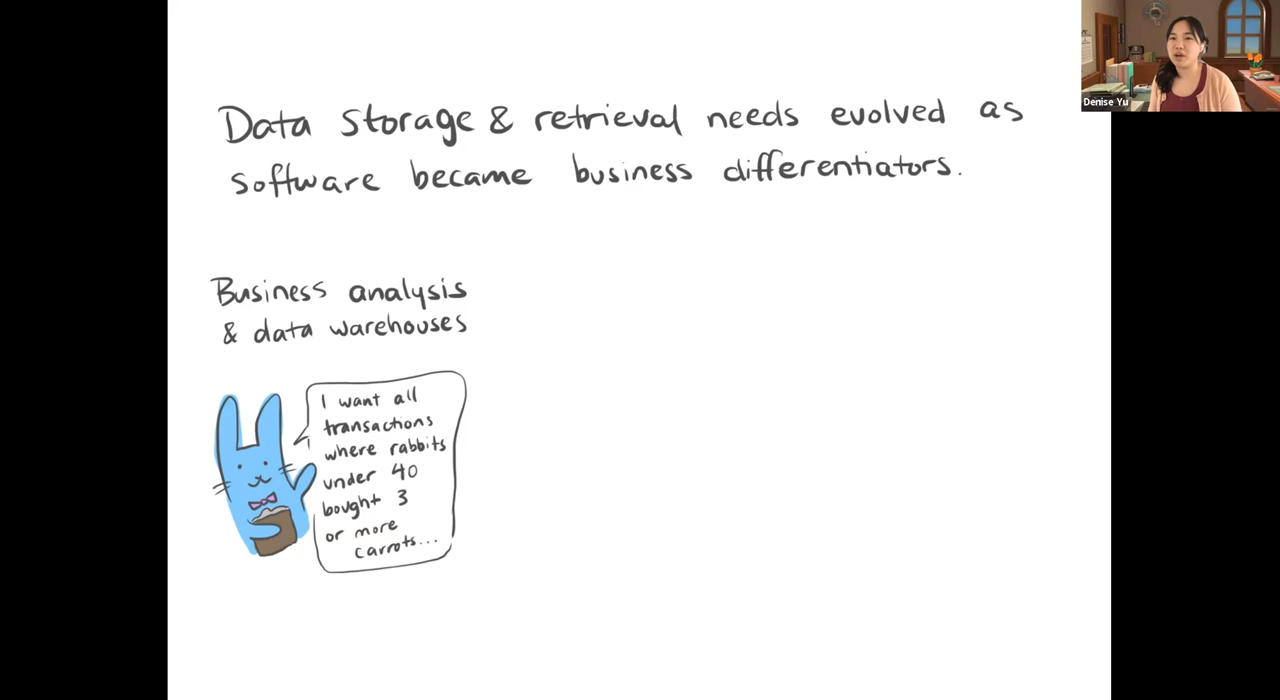 Denise Yu
Data storage & retrieval needs evolved as
software became business differentiators.
Business analysis
& data warehouses
I want all
transactions
where rabbits
under 40
bought 3
or more
carrots...